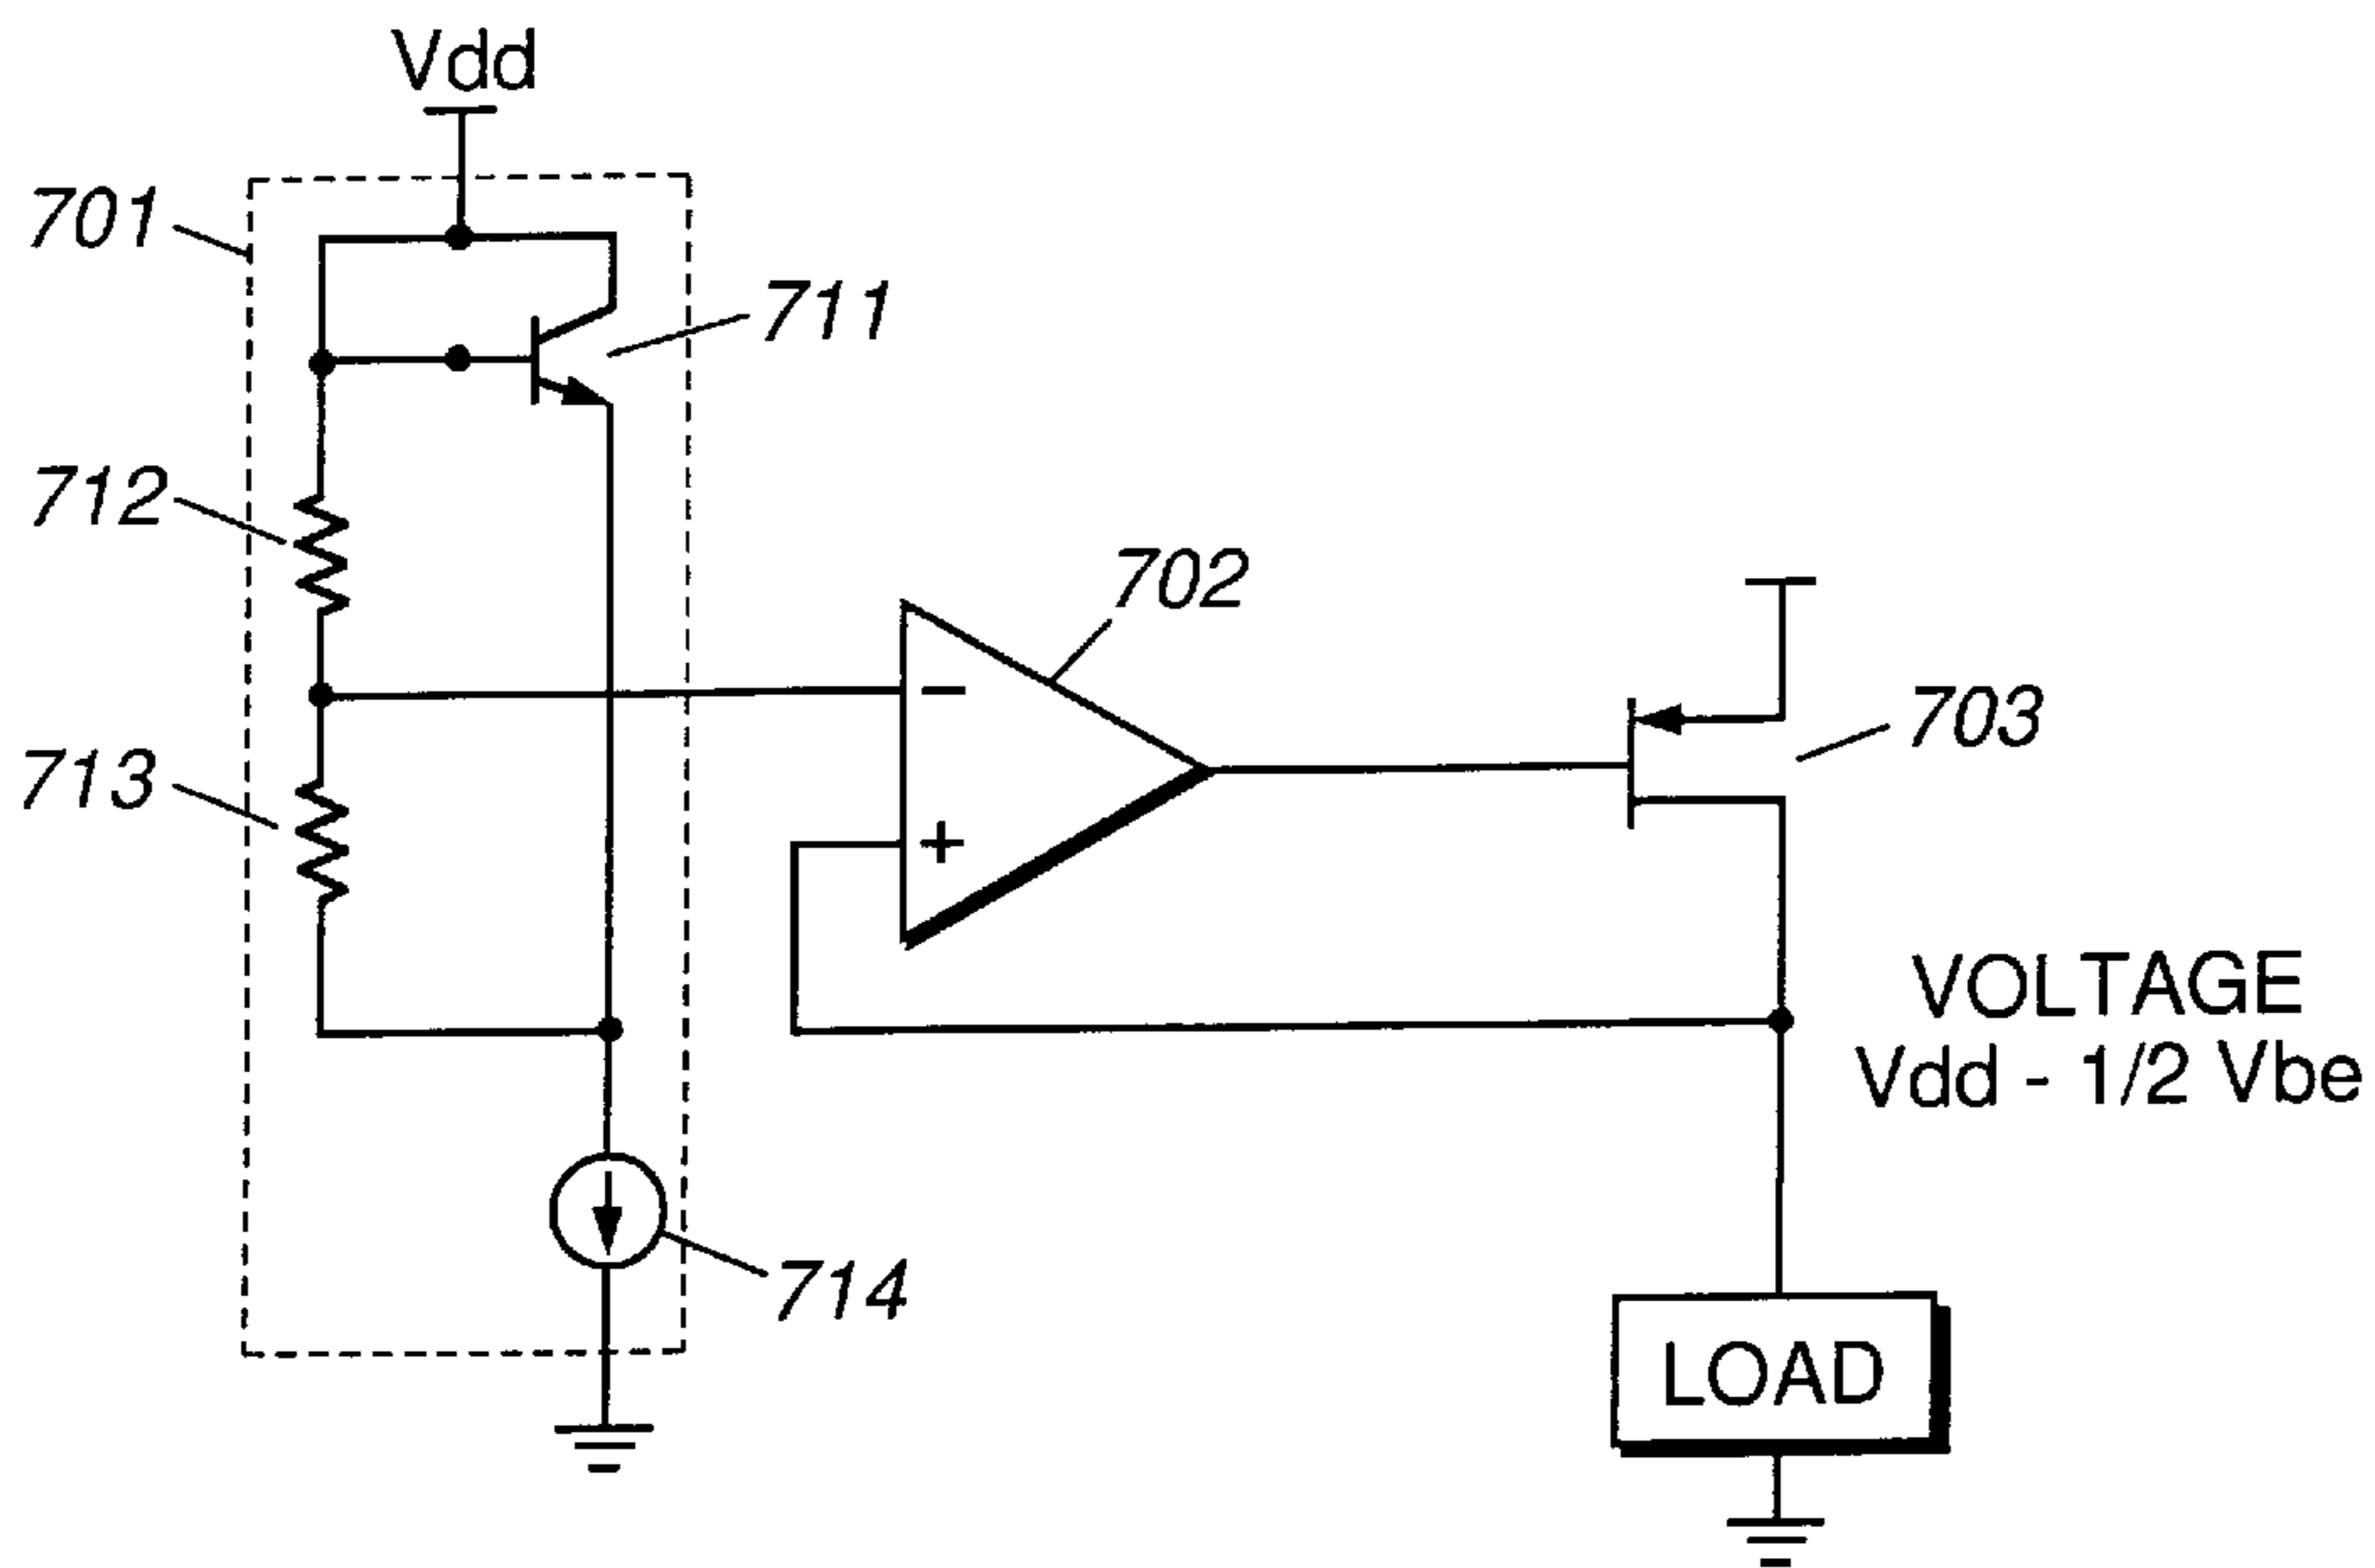 Vdd
701
711
712
702
703
713
-
+
VOLTAGE
Vdd - 1/2 Vbe
714
LOAD